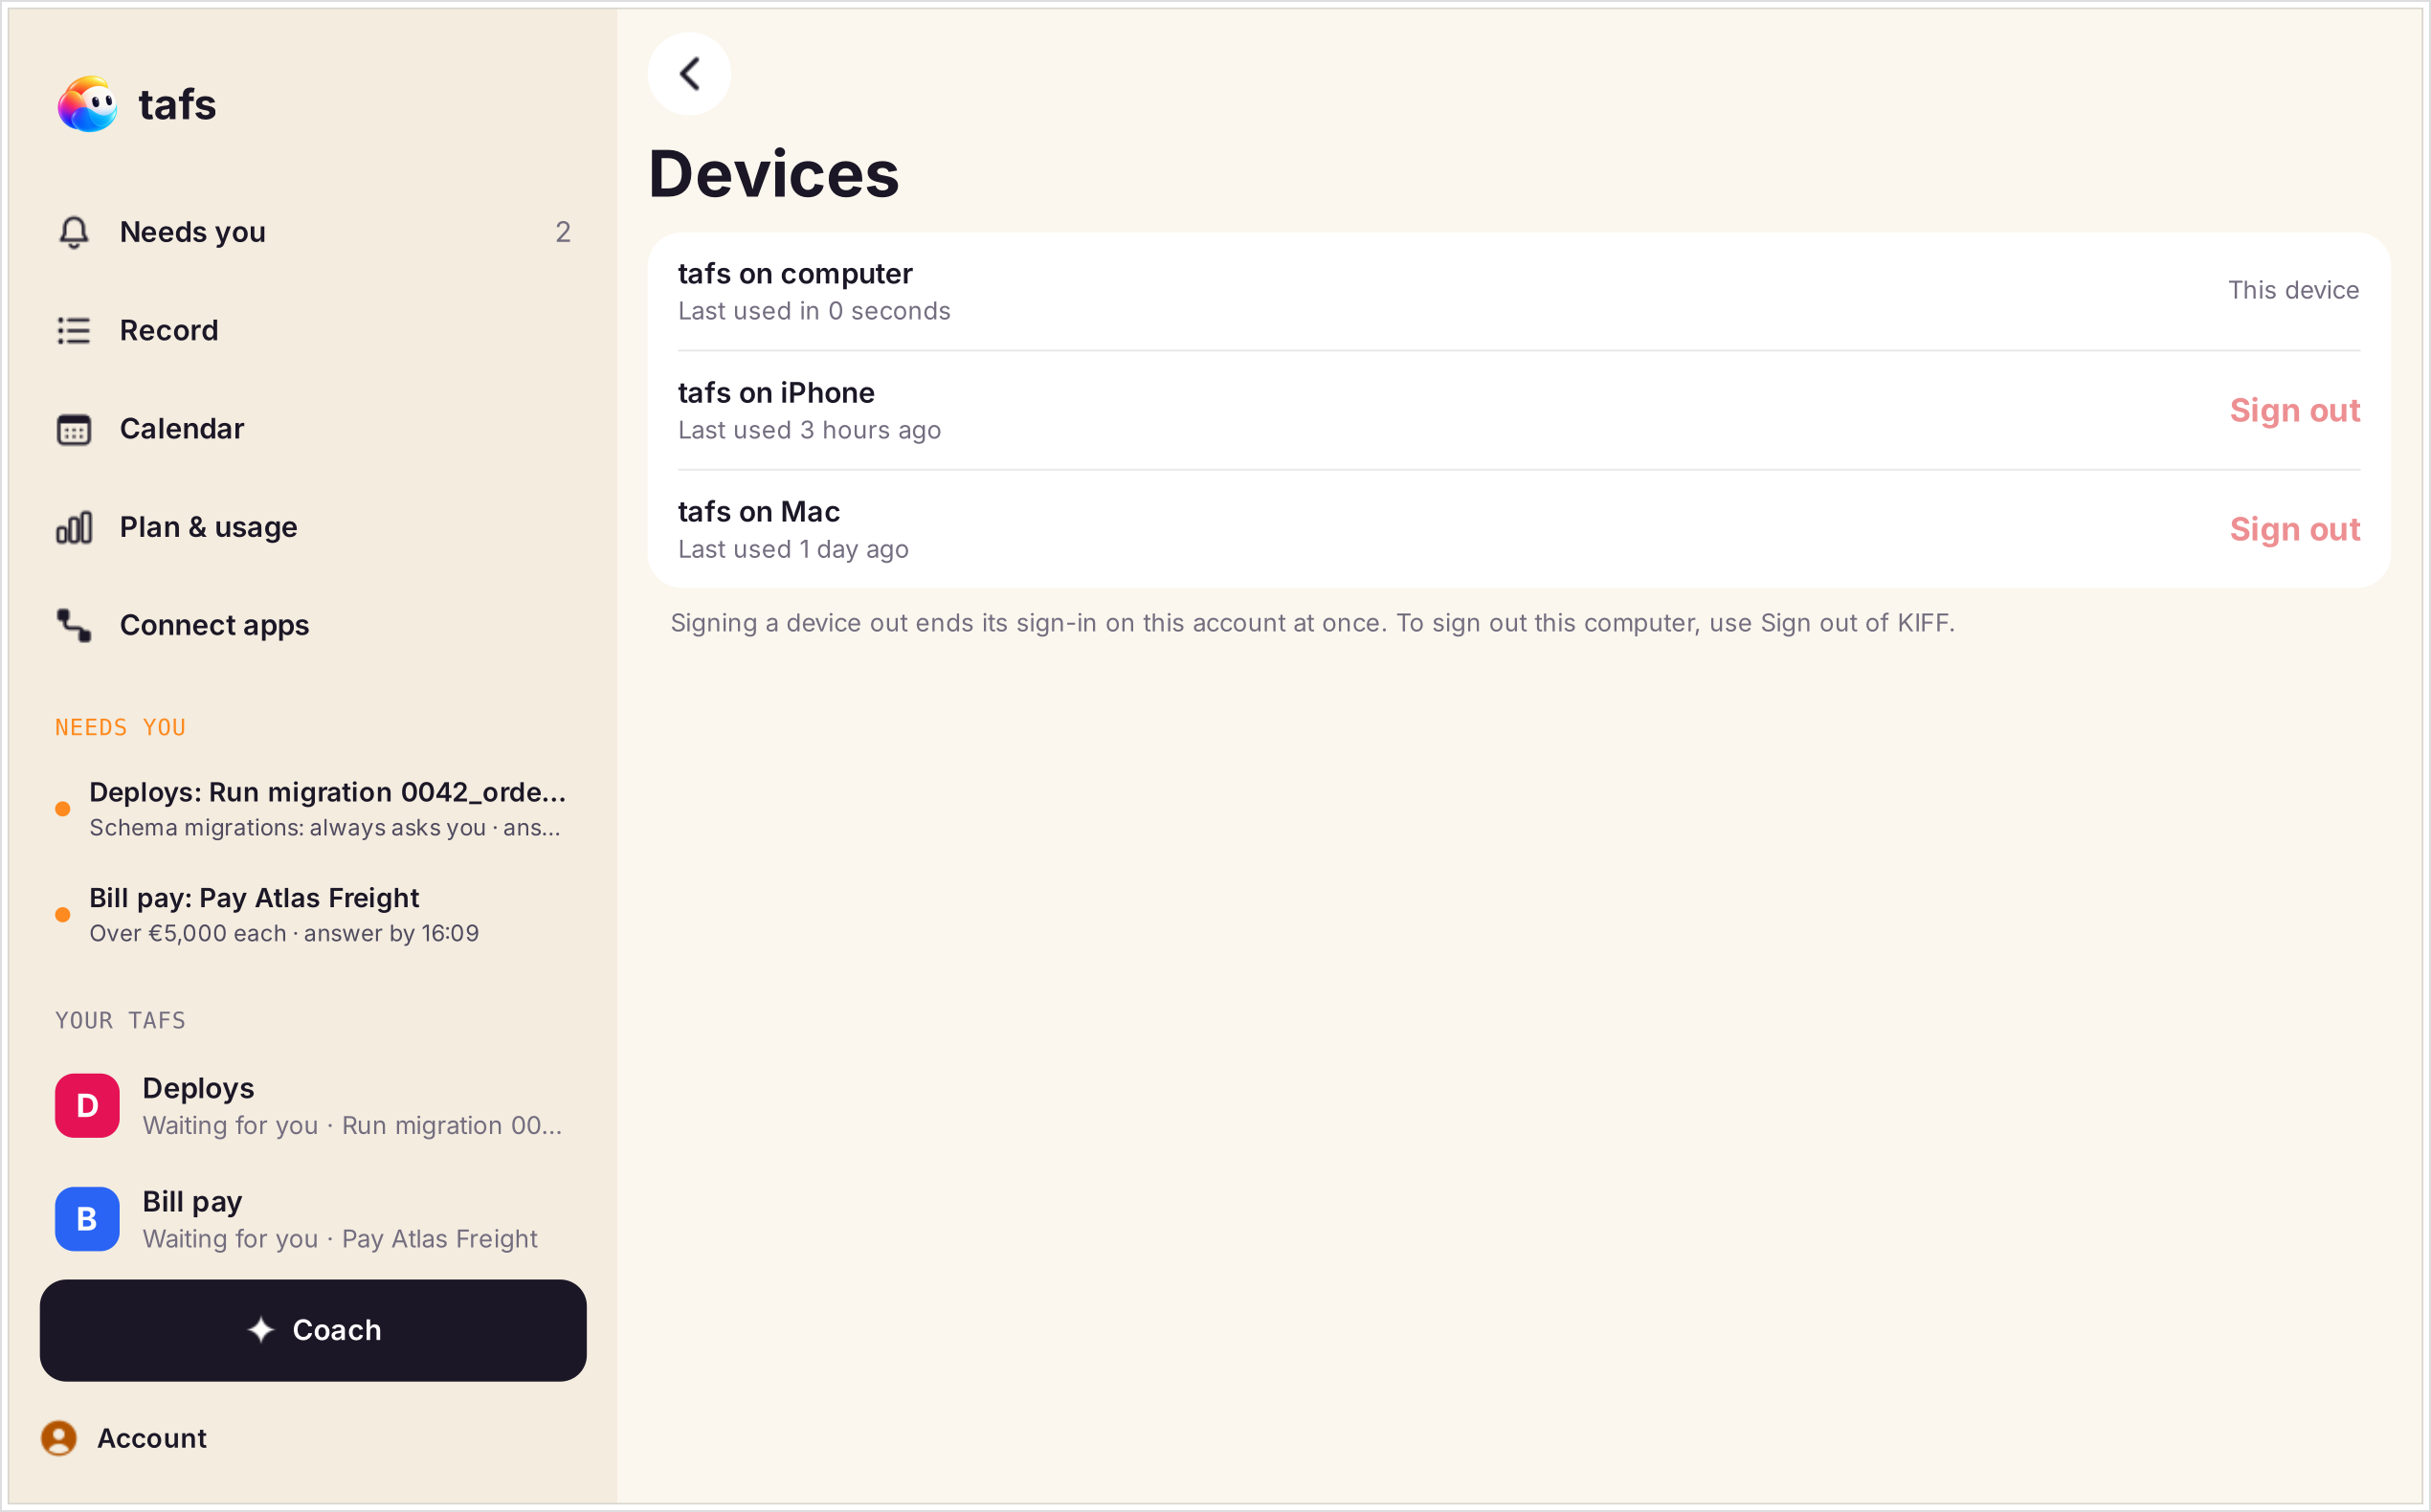 tafs
Needs you 2
Record
Calendar
Plan & usage
Connect apps
NEEDS YOU
Deploys: Run migration 0042_orde...
Schema migrations: always asks you · ans...
Bill pay: Pay Atlas Freight
Over €5,000 each · answer by 16:09
YOUR TAFS
D Deploys
Waiting for you · Run migration 00...
B Bill pay
Waiting for you · Pay Atlas Freight
Coach
Account
Devices
tafs on computer
Last used in 0 seconds
This device
tafs on iPhone
Last used 3 hours ago
Sign out
tafs on Mac
Last used 1 day ago
Sign out
Signing a device out ends its sign-in on this account at once. To sign out this computer, use Sign out of KIFF.